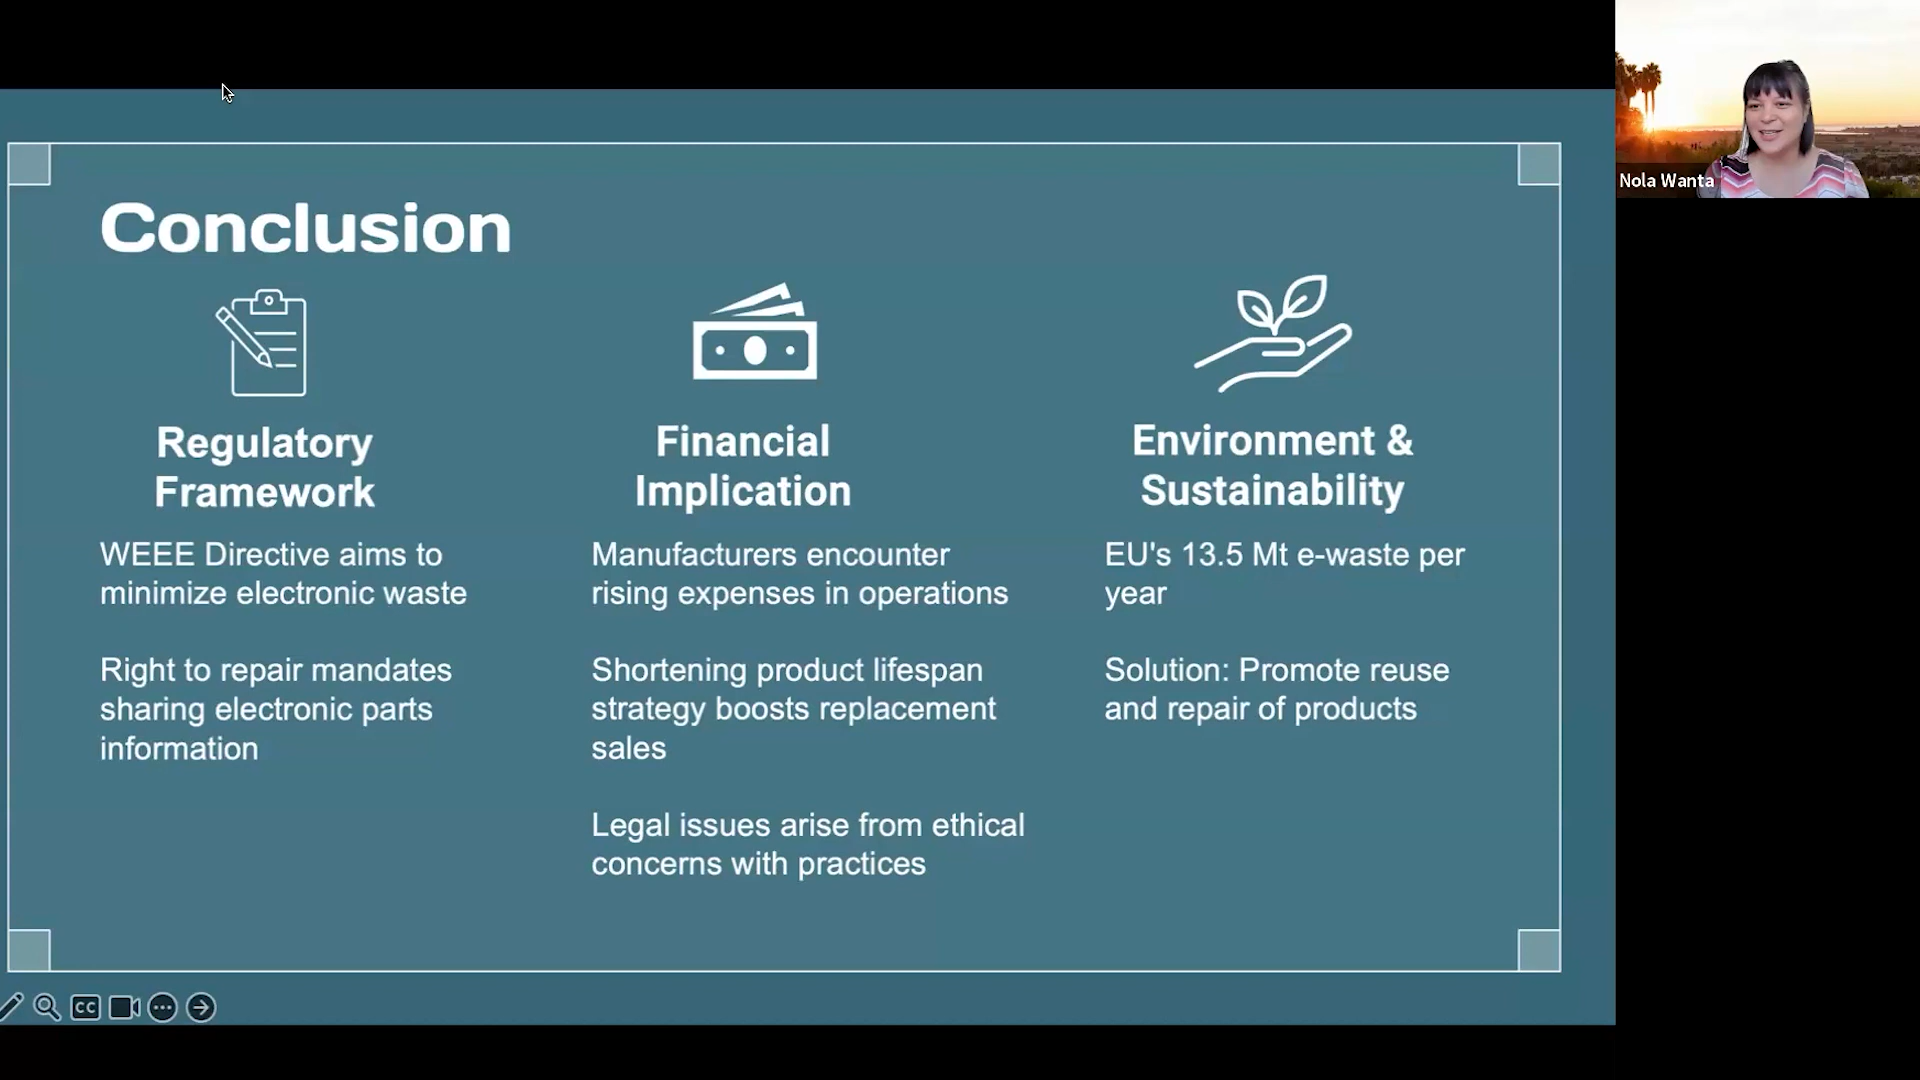 Conclusion
Regulatory
Framework
WEEE Directive aims to
minimize electronic waste
Right to repair mandates
sharing electronic parts
information
Financial
Implication
Manufacturers encounter
rising expenses in operations
Shortening product lifespan
strategy boosts replacement
sales
Legal issues arise from ethical
concerns with practices
Environment &
Sustainability
EU's 13.5 Mt e-waste per
year
Solution: Promote reuse
and repair of products
CC
Nola Wanta